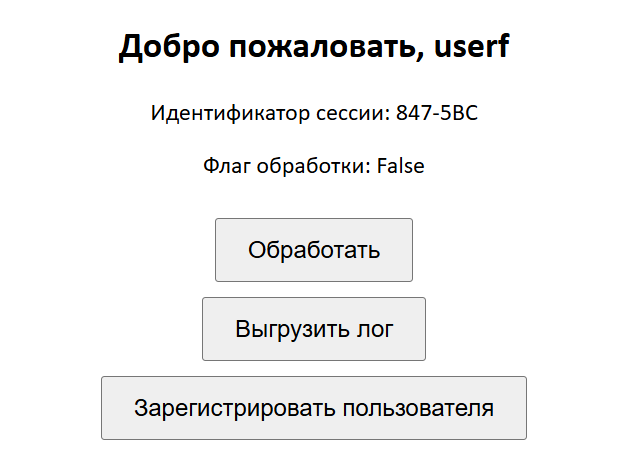 Добро пожаловать, userf
Идентификатор сессии: 847-5BC
Флаг обработки: False
Обработать
Выгрузить лог
Зарегистрировать пользователя